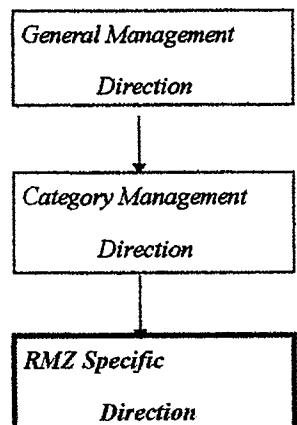 General Management
Direction
Category Management
Direction
RMZ Specific
Direction